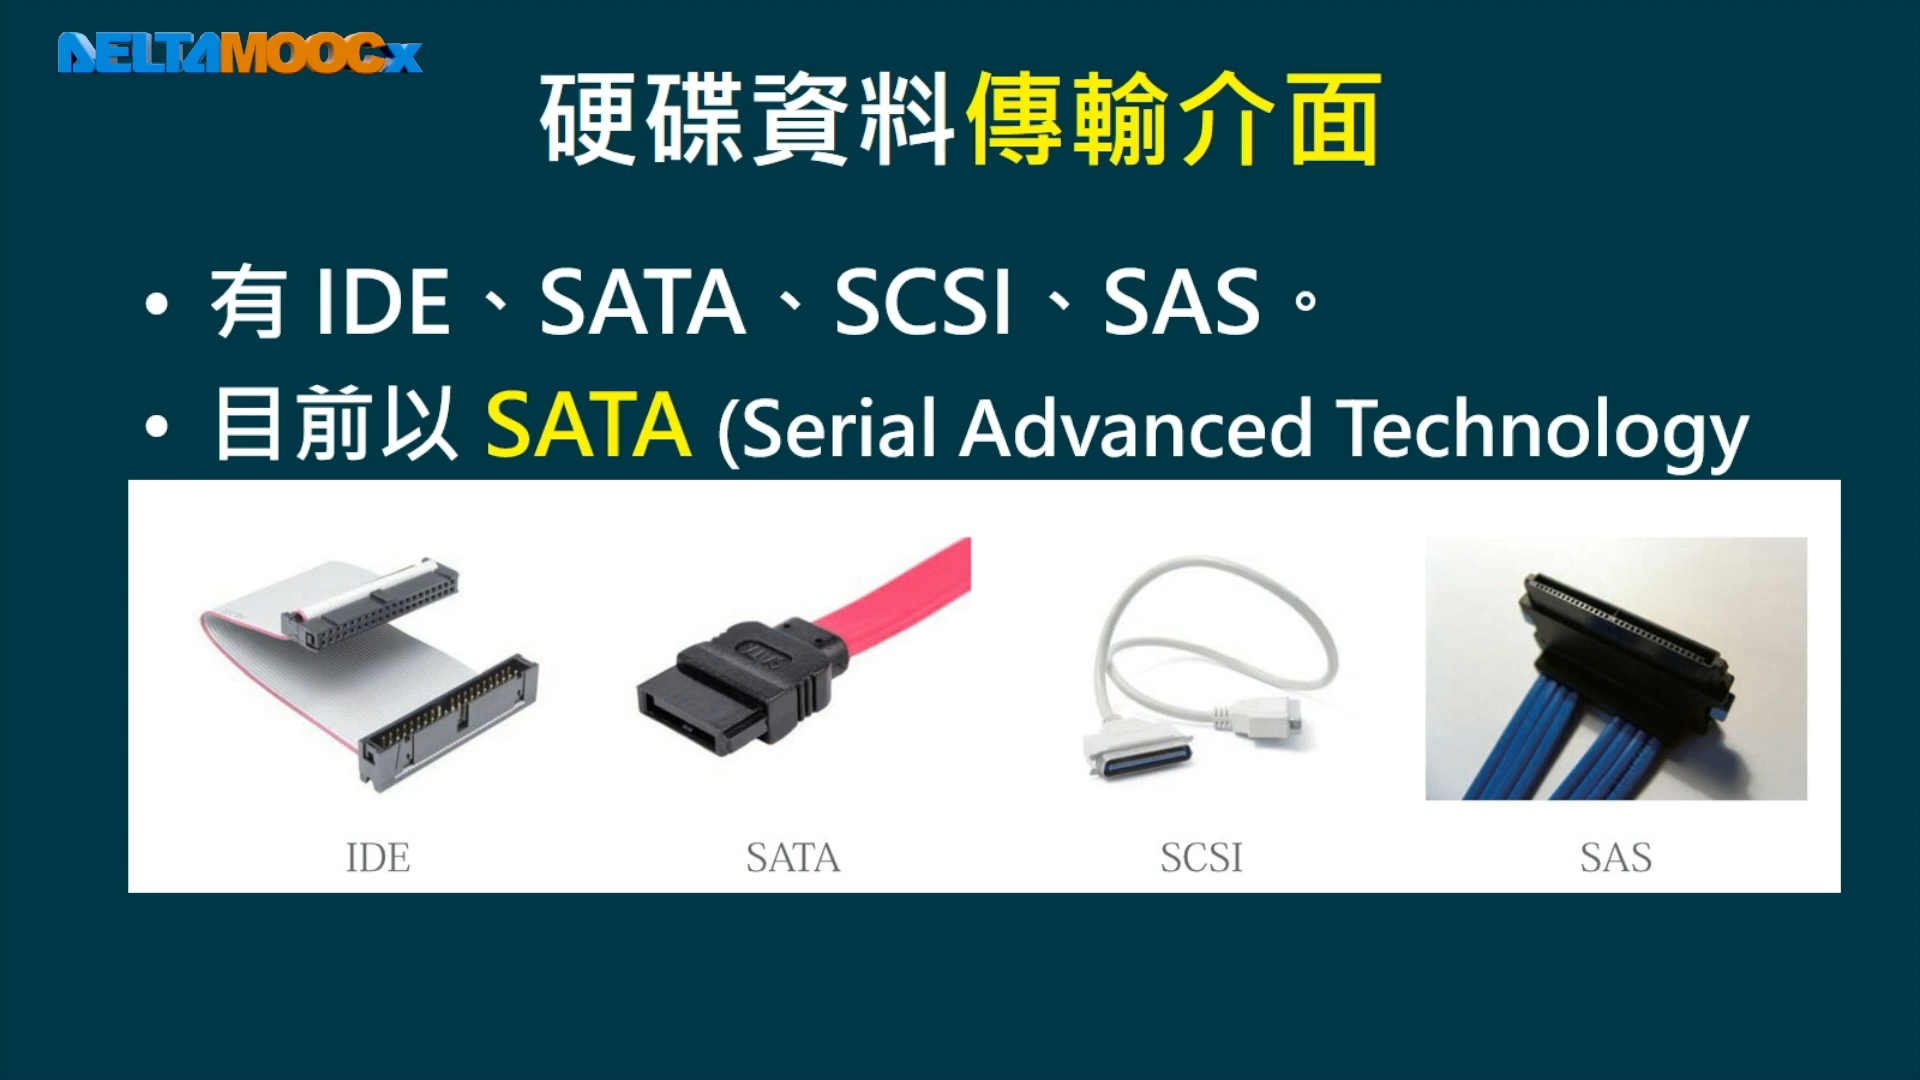 DELTAMOOCx
硬碟資料傳輸介面
• 有 IDE、SATA、SCSI、SAS。
• 目前以 SATA (Serial Advanced Technology
SATA
IDE
SATA
SCSI
SAS